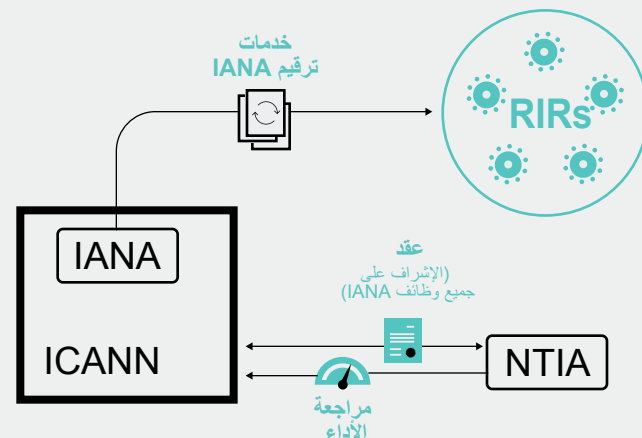 خدمات
ترقيم IANA
RIRs
IANA
ICANN
عقد
(الإشراف على
جميع وظائف IANA)
NTIA
مراجعة
الأداء